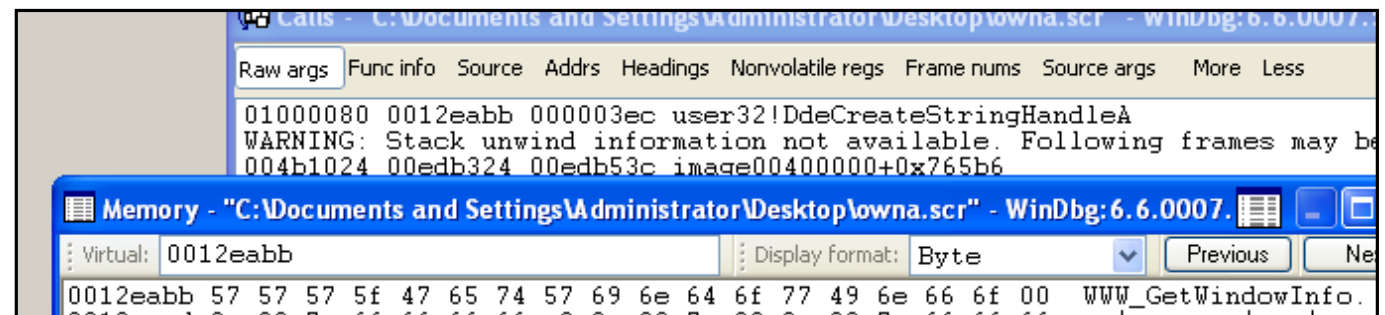 Calls - "C:\Documents and Settings\Administrator\Desktop\owna.scr" - WinDbg:6.6.0007.
Raw args Func info Source Addrs Headings Nonvolatile regs Frame nums Source args More Less
01000080 0012eabb 000003ec user32!DdeCreateStringHandleA
WARNING: Stack unwind information not available. Following frames may be
004b1024 00edb324 00edb53c image00400000+0x765b6
Memory - "C:\Documents and Settings\Administrator\Desktop\owna.scr" - WinDbg:6.6.0007.
Virtual: 0012eabb Display format: Byte Previous
0012eabb 57 57 57 5f 47 65 74 57 69 6e 64 6f 77 49 6e 66 6f 00 WWW_GetWindowInfo.